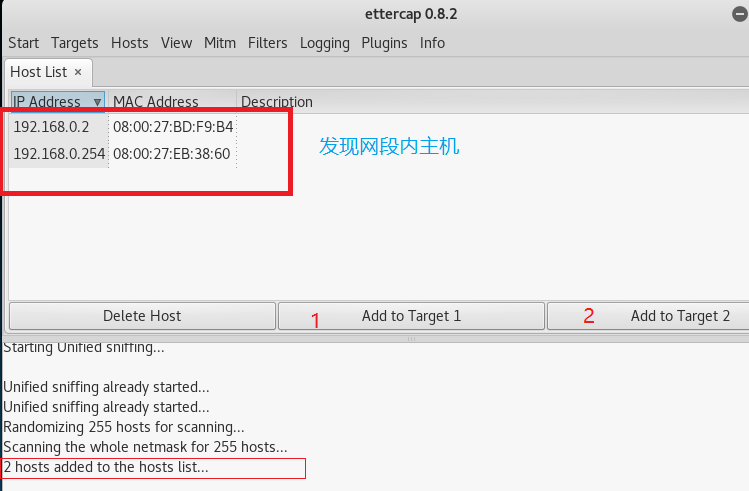 ettercap 0.8.2
Start Targets Hosts View Mitm Filters Logging Plugins Info
Host List ×
IP Address MAC Address Description
192.168.0.2 08:00:27:BD:F9:B4
发现网段内主机
192.168.0.254 08:00:27:EB:38:60
Delete Host 1 Add to Target 1 2 Add to Target 2
Starting Unified sniffing...
Unified sniffing already started...
Unified sniffing already started...
Randomizing 255 hosts for scanning...
Scanning the whole netmask for 255 hosts...
2 hosts added to the hosts list...